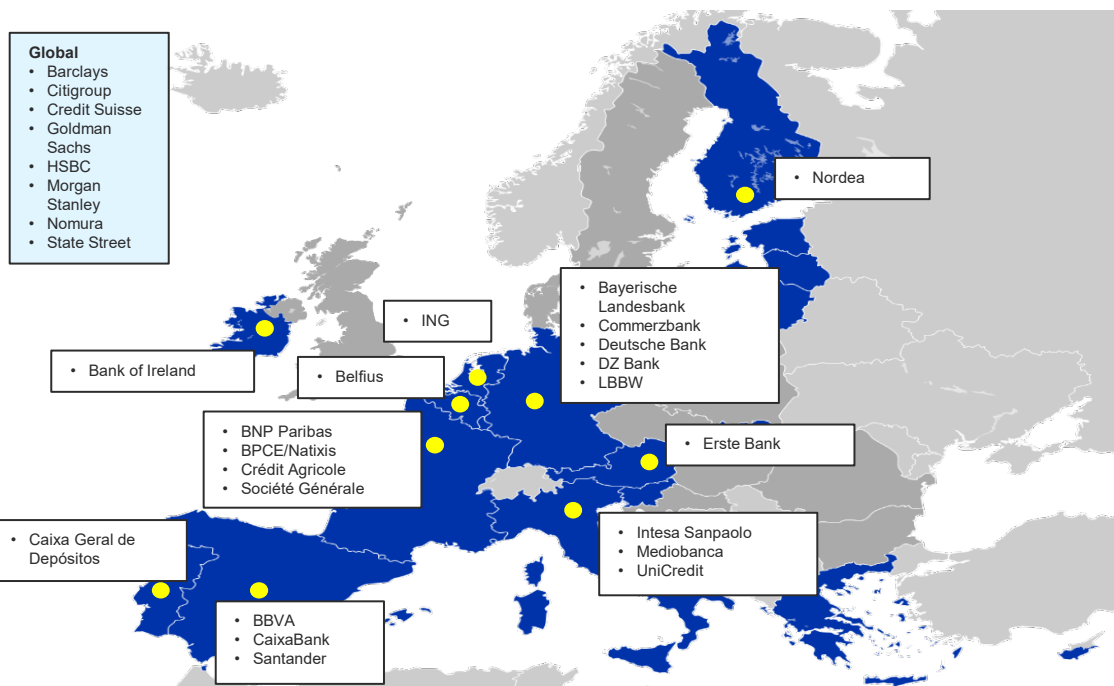 Global
• Barclays
• Citigroup
• Credit Suisse
• Goldman
Sachs
• HSBC
• Morgan
Stanley
• Nomura
• State Street
• Nordea
• Bayerische
Landesbank
• Commerzbank
• Deutsche Bank
• DZ Bank
• LBBW
• ING
• Bank of Ireland
• Belfius
• BNP Paribas
• BPCE/Natixis
• Crédit Agricole
• Société Générale
• Erste Bank
• Caixa Geral de
Depósitos
• Intesa Sanpaolo
• Mediobanca
• UniCredit
• BBVA
• CaixaBank
• Santander